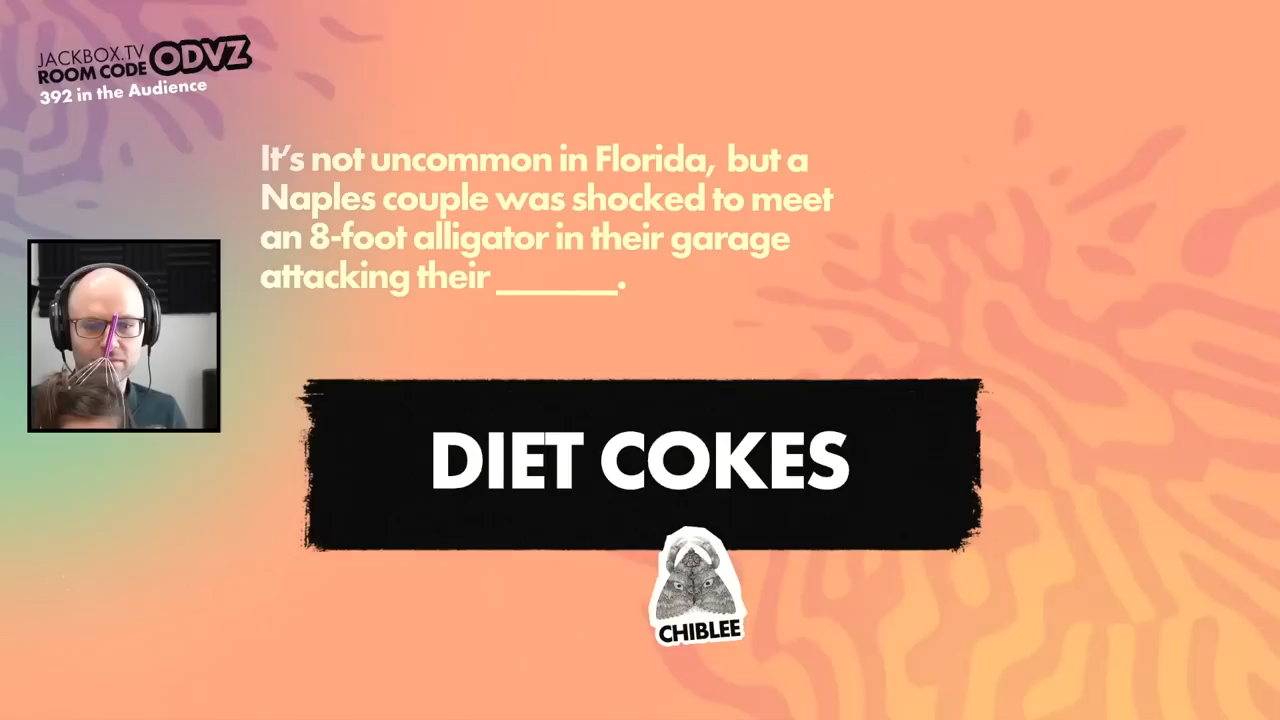 JACKBOX.TV
ROOM CODE ODVZ
392 in the Audience
It's not uncommon in Florida, but a
Naples couple was shocked to meet
an 8-foot alligator in their garage
attacking their ______.
DIET COKES
CHIBLEE